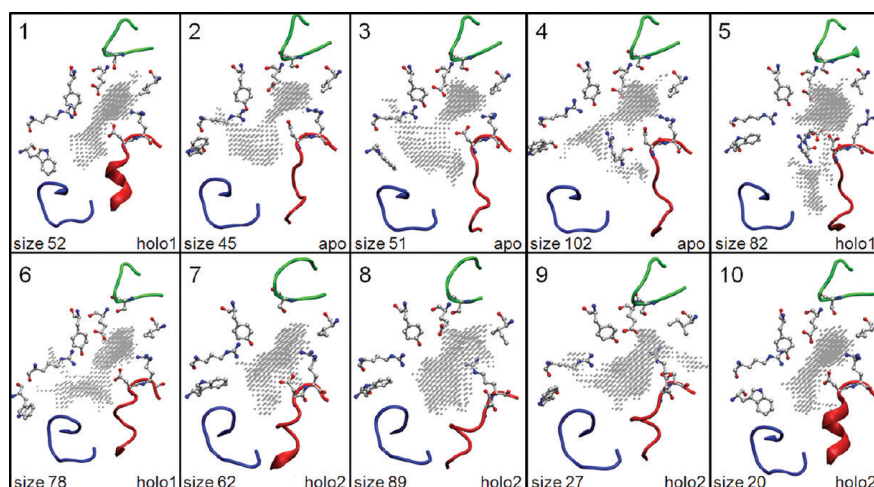 1 2 3 4 5
size 52 holo1 size 45 apo size 51 apo size 102 apo size 82 holo1
6 7 8 9 10
size 78 holo1 size 62 holo2 size 89 holo2 size 27 holo2 size 20 holo2